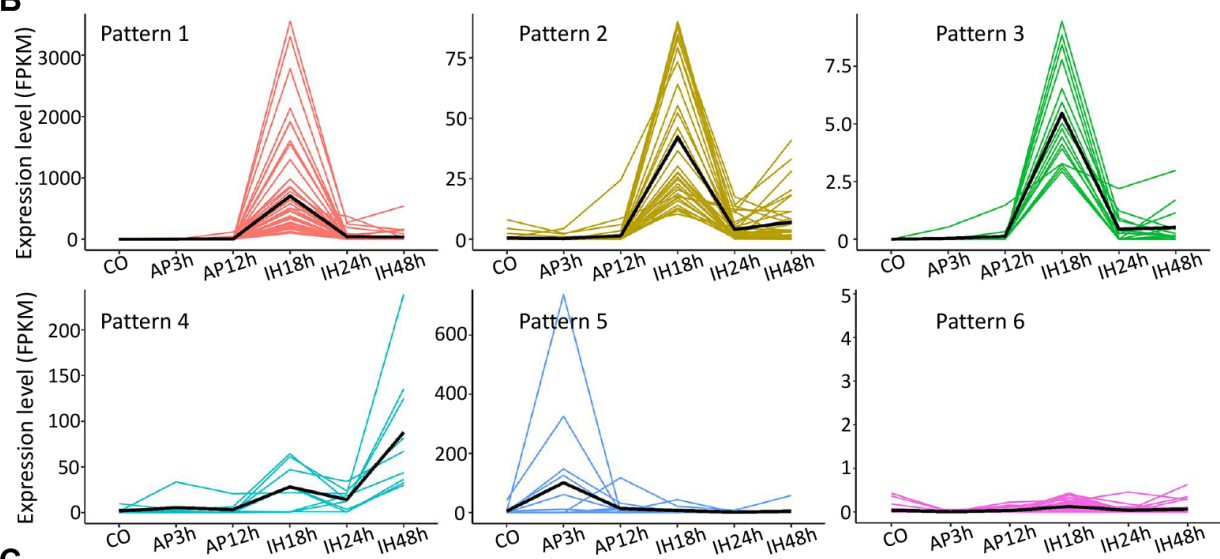 B
Pattern 1
Pattern 2
Pattern 3
Expression level (FPKM)
3000
2000
1000
0
75
50
25
0
7.5
5.0
2.5
0
CO AP3h AP12h IH18h IH24h IH48h
CO AP3h AP12h IH18h IH24h IH48h
CO AP3h AP12h IH18h IH24h IH48h
Pattern 4
Pattern 5
Pattern 6
Expression level (FPKM)
200
150
100
50
0
600
400
200
0
5
4
3
2
1
0
CO AP3h AP12h IH18h IH24h IH48h
CO AP3h AP12h IH18h IH24h IH48h
CO AP3h AP12h IH18h IH24h IH48h